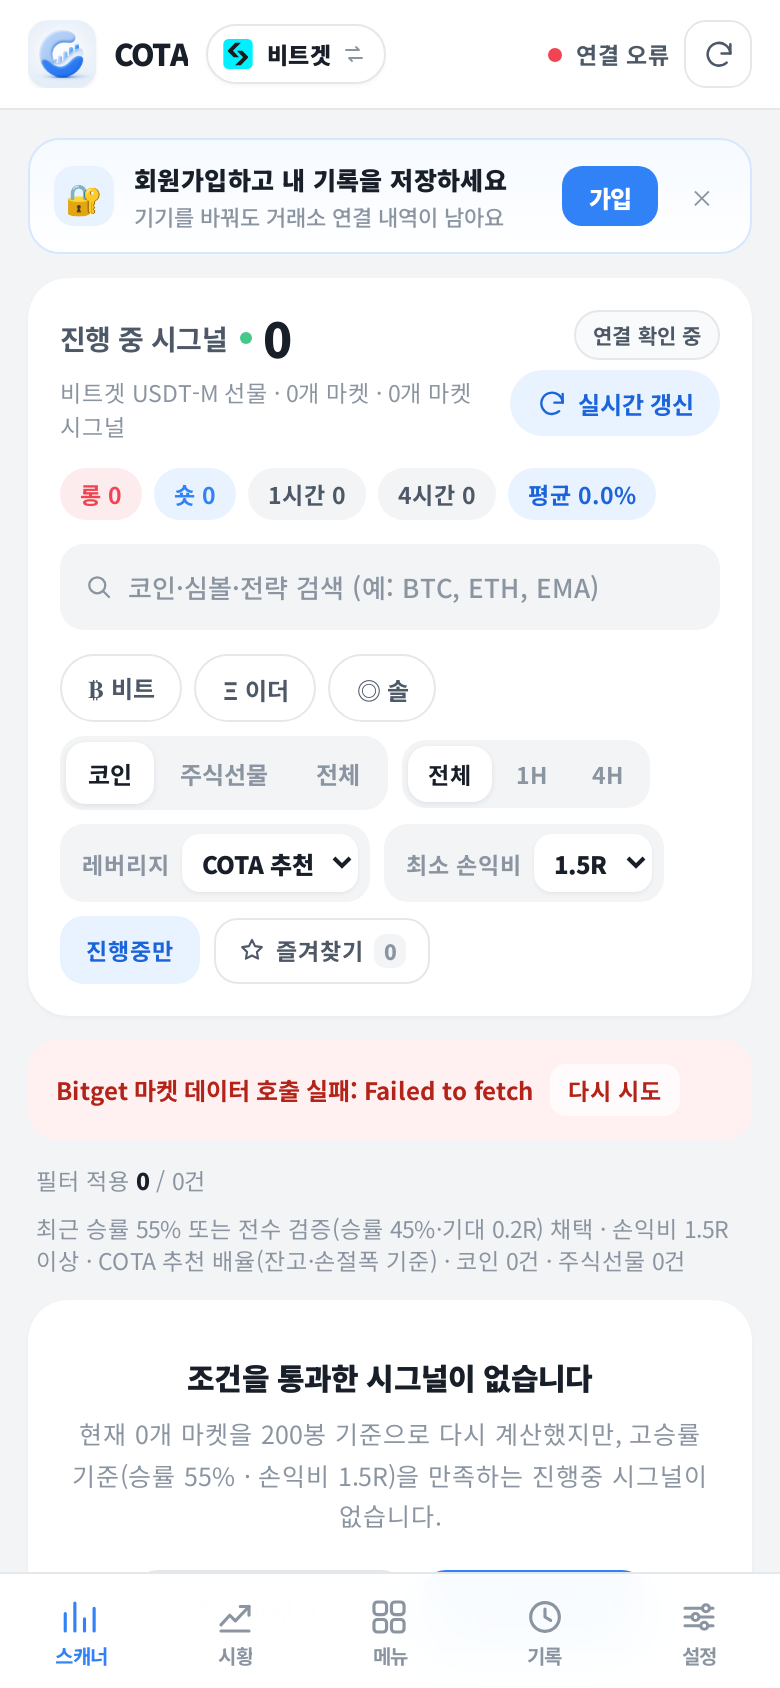 COTA
비트겟
연결 오류
회원가입하고 내 기록을 저장하세요
기기를 바꿔도 거래소 연결 내역이 남아요
가입
진행 중 시그널 0
연결 확인 중
비트겟 USDT-M 선물 · 0개 마켓 · 0개 마켓
시그널
실시간 갱신
롱 0 숏 0 1시간 0 4시간 0 평균 0.0%
코인·심볼·전략 검색 (예: BTC, ETH, EMA)
₿ 비트 Ξ 이더 ◎ 솔
코인 주식선물 전체 전체 1H 4H
레버리지 COTA 추천 최소 손익비 1.5R
진행중만 즐겨찾기 0
Bitget 마켓 데이터 호출 실패: Failed to fetch 다시 시도
필터 적용 0 / 0건
최근 승률 55% 또는 전수 검증(승률 45%·기대 0.2R) 채택 · 손익비 1.5R
이상 · COTA 추천 배율(잔고·손절폭 기준) · 코인 0건 · 주식선물 0건
조건을 통과한 시그널이 없습니다
현재 0개 마켓을 200봉 기준으로 다시 계산했지만, 고승률
기준(승률 55% · 손익비 1.5R)을 만족하는 진행중 시그널이
없습니다.
스캐너 시황 메뉴 기록 설정